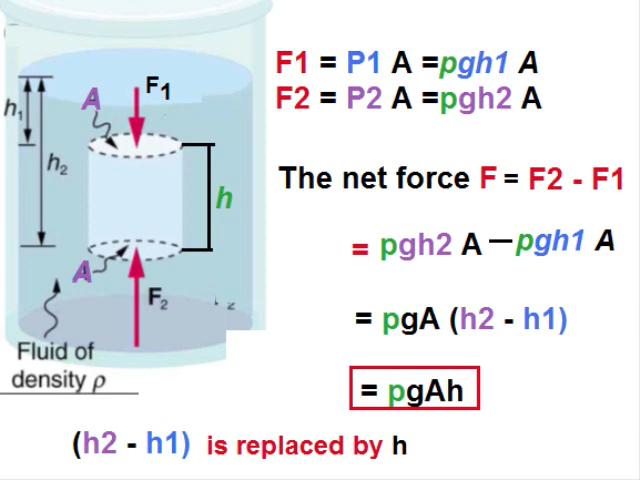 F1 = P1 A =pgh1 A
F2 = P2 A =pgh2 A
The net force F = F2 - F1
= pgh2 A — pgh1 A
= pgA (h2 - h1)
= pgAh
(h2 - h1) is replaced by h
F1
A
h1
h2
h
A
F2
Fluid of
density ρ